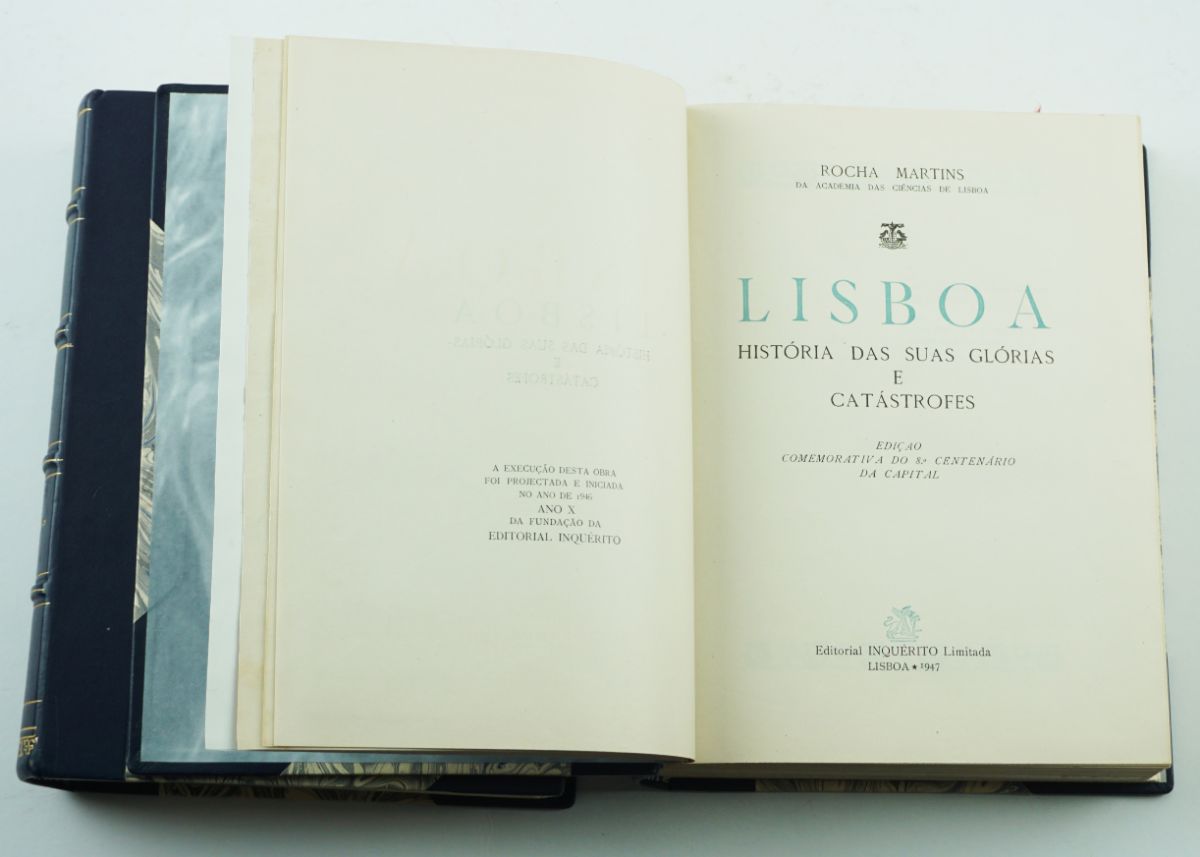 A EXECUÇÃO DESTA OBRA
FOI PROJECTADA E INICIADA
NO ANO DE 1946
ANO X
DA FUNDAÇÃO DA
EDITORIAL INQUÉRITO
ROCHA MARTINS
DA ACADEMIA DAS CIÊNCIAS DE LISBOA
LISBOA
HISTÓRIA DAS SUAS GLÓRIAS
E
CATÁSTROFES
EDIÇÃO
COMEMORATIVA DO 8.º CENTENÁRIO
DA CAPITAL
Editorial INQUÉRITO Limitada
LISBOA ★ 1947